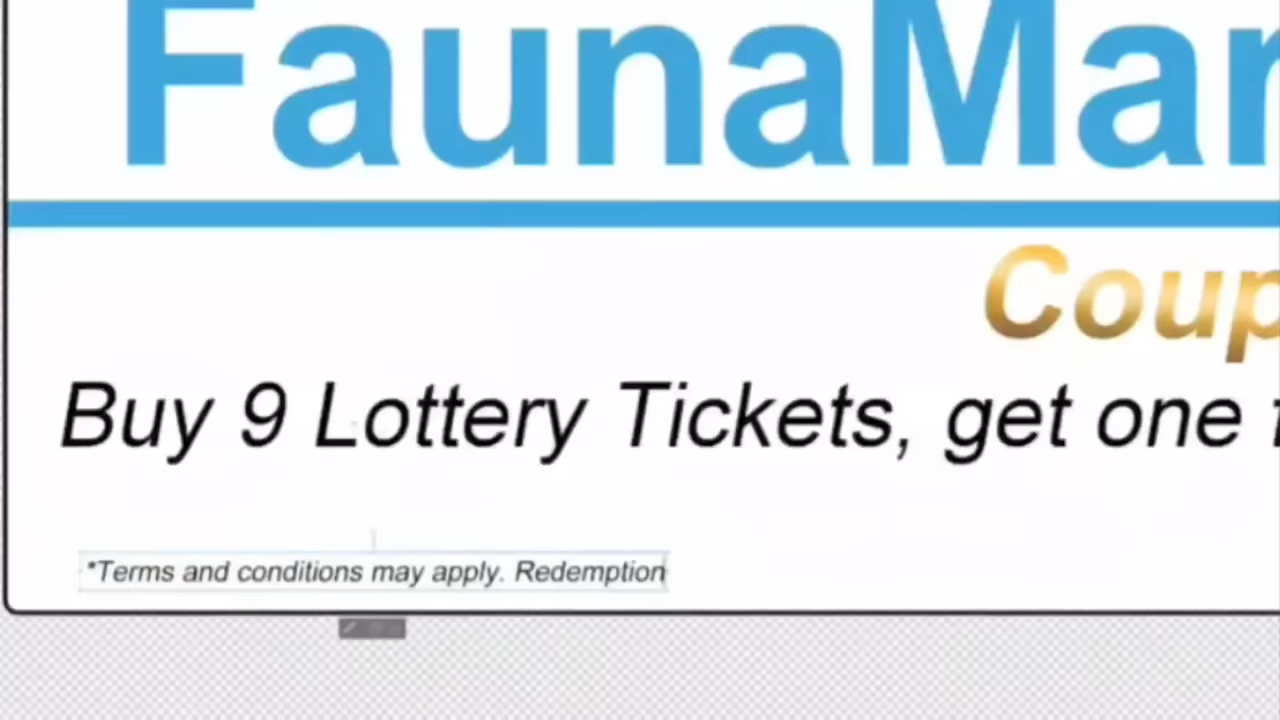 FaunaMar
Coup
Buy 9 Lottery Tickets, get one
*Terms and conditions may apply. Redemption